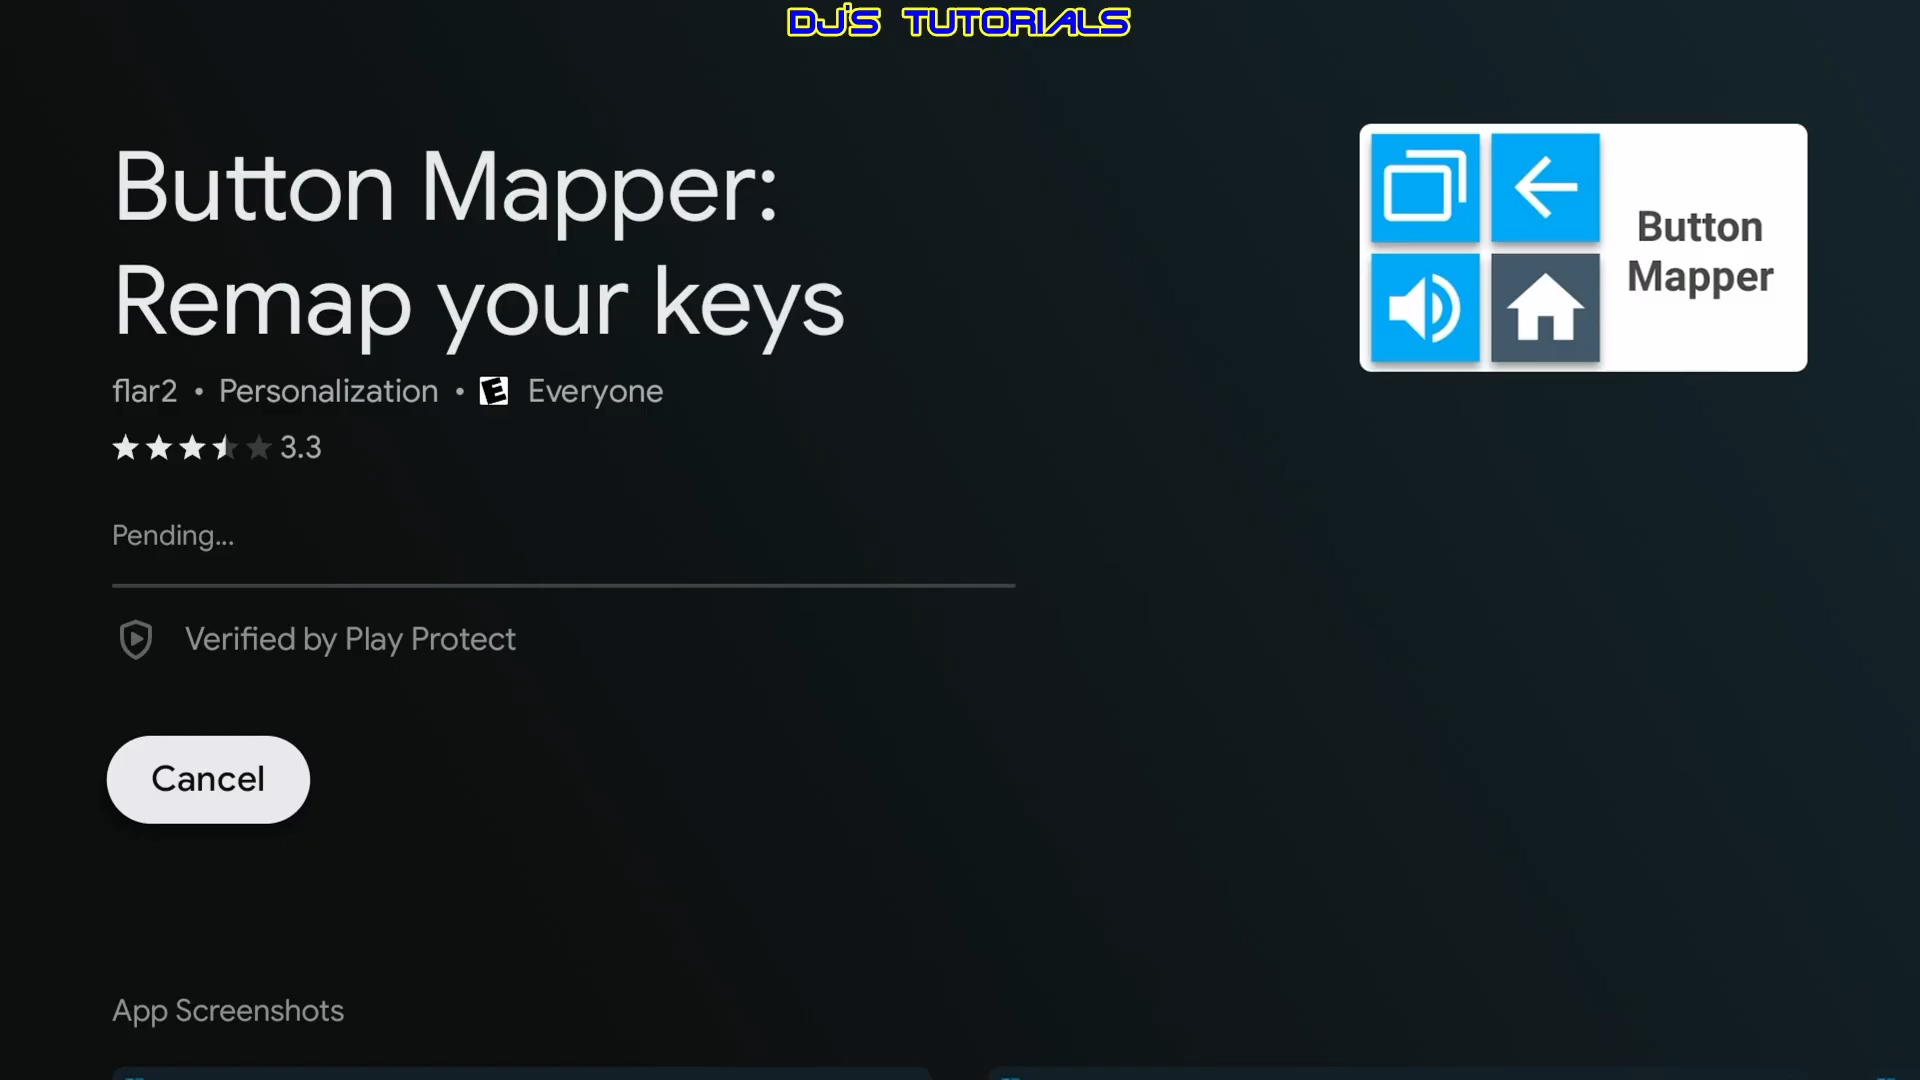 DJ'S TUTORIALS
Button Mapper:
Remap your keys
flar2 • Personalization • E Everyone
3.3
Pending...
Verified by Play Protect
Cancel
App Screenshots
Button
Mapper